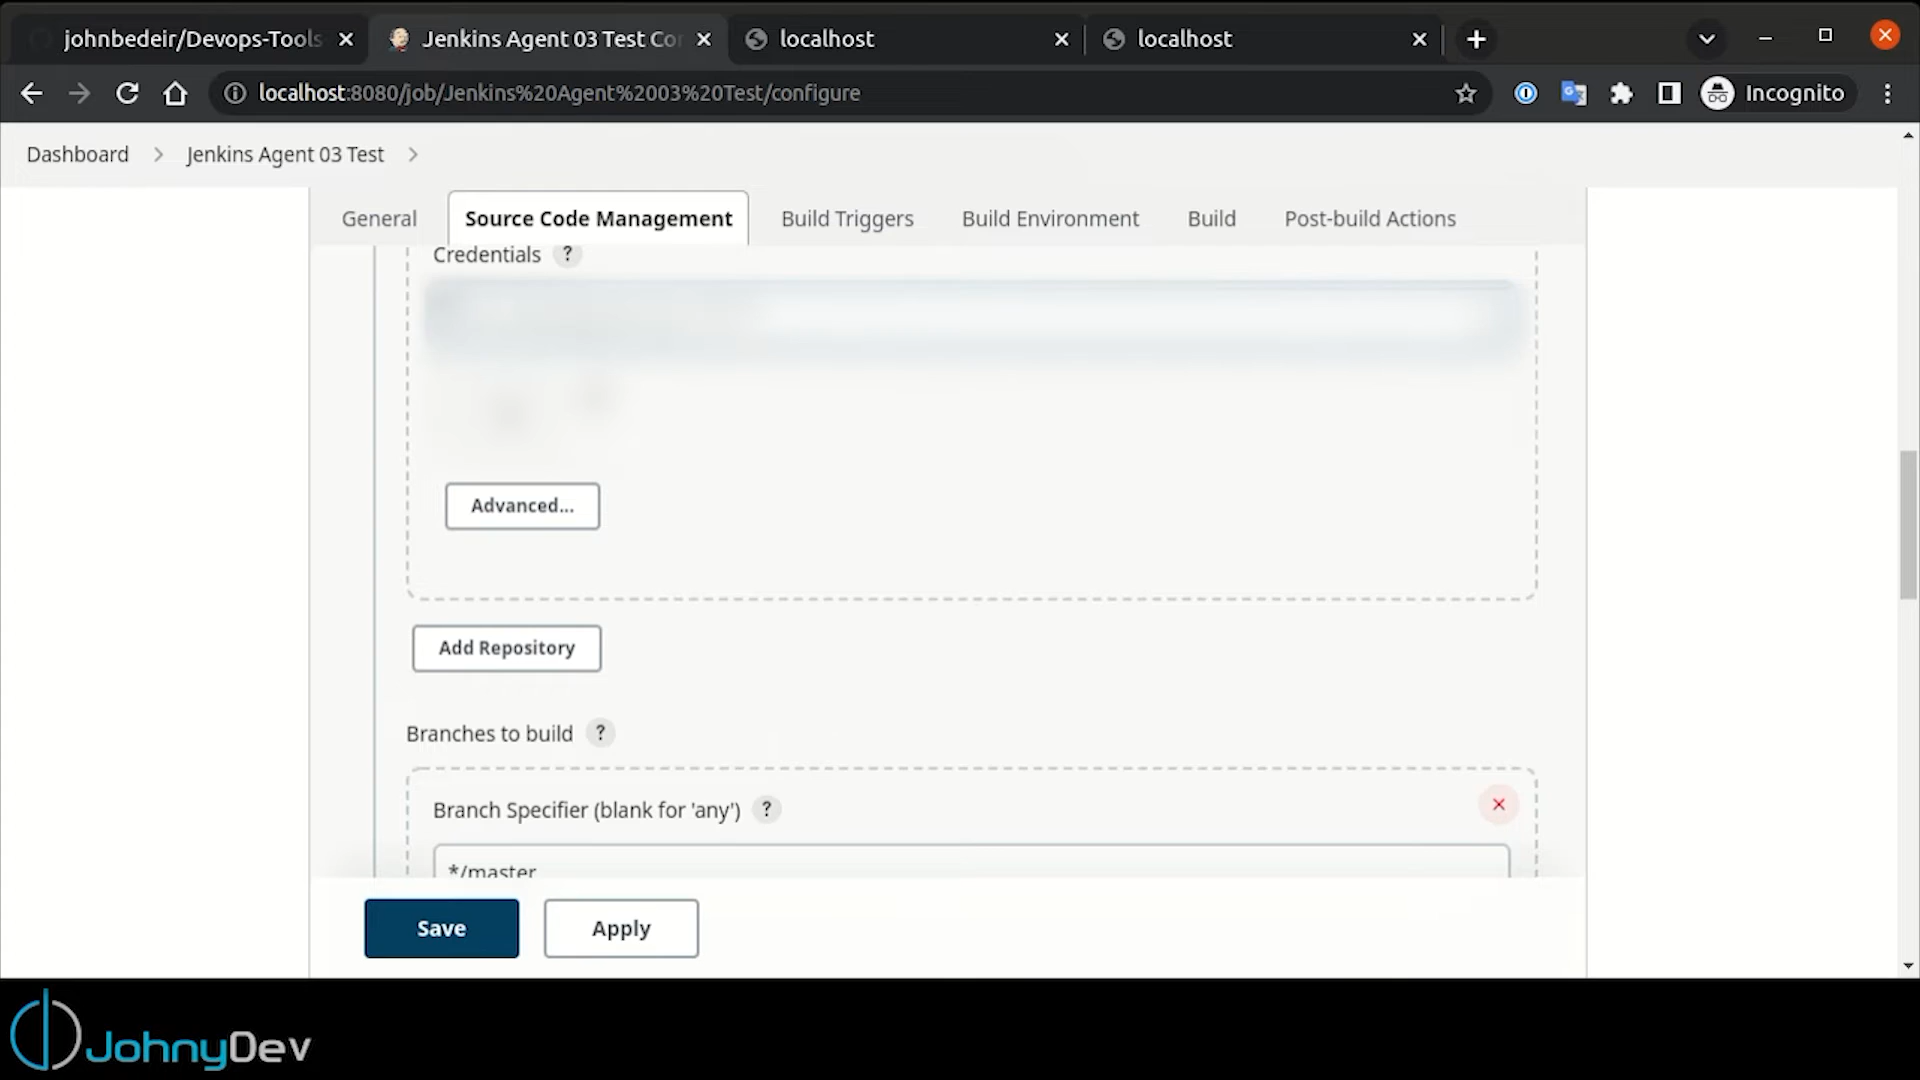 johnbedeir/Devops-Tools
Jenkins Agent 03 Test Co
localhost
localhost
localhost:8080/job/Jenkins%20Agent%2003%20Test/configure
Incognito
Dashboard
Jenkins Agent 03 Test
General
Source Code Management
Build Triggers
Build Environment
Build
Post-build Actions
Credentials ?
Advanced...
Add Repository
Branches to build ?
Branch Specifier (blank for 'any') ?
*/master
Save
Apply
JohnyDev